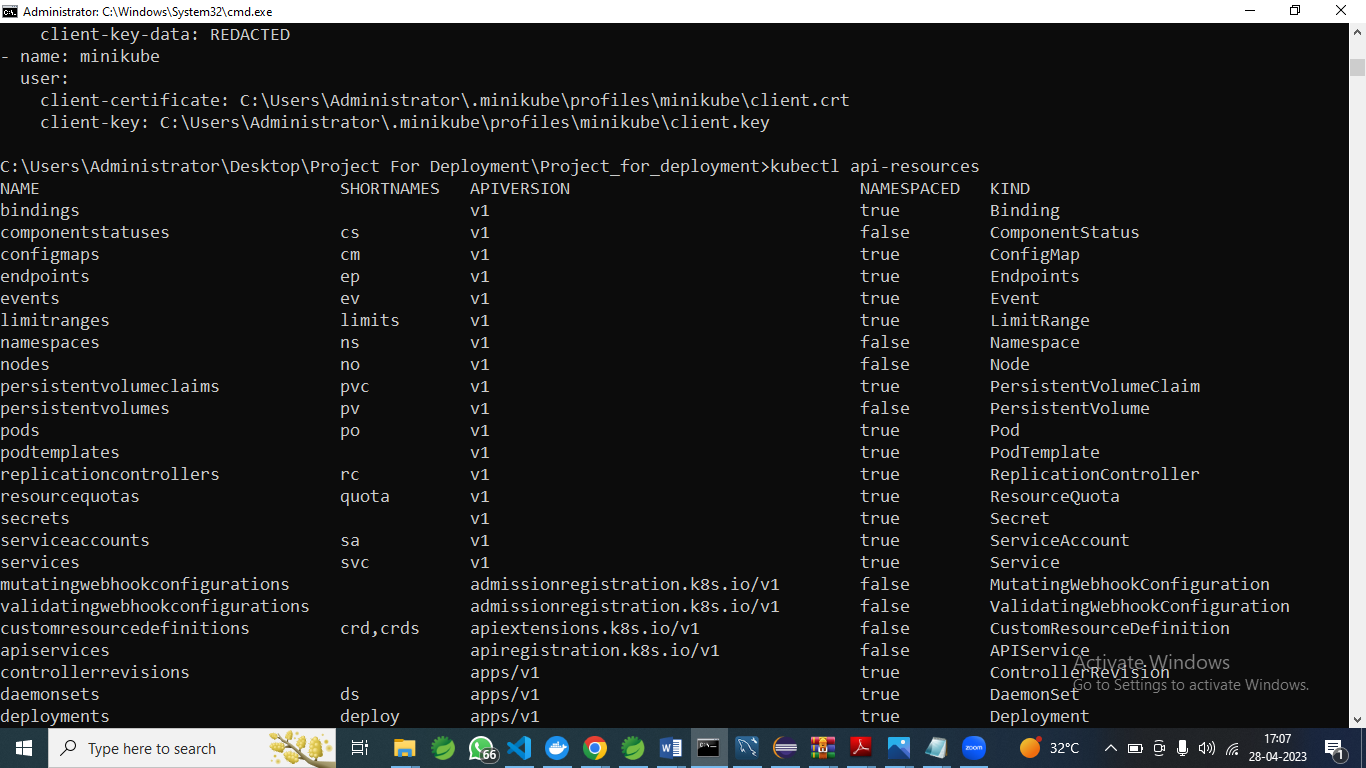 Administrator: C:\Windows\System32\cmd.exe
    client-key-data: REDACTED
- name: minikube
  user:
    client-certificate: C:\Users\Administrator\.minikube\profiles\minikube\client.crt
    client-key: C:\Users\Administrator\.minikube\profiles\minikube\client.key
C:\Users\Administrator\Desktop\Project For Deployment\Project_for_deployment>kubectl api-resources
NAME SHORTNAMES APIVERSION NAMESPACED KIND
bindings v1 true Binding
componentstatuses cs v1 false ComponentStatus
configmaps cm v1 true ConfigMap
endpoints ep v1 true Endpoints
events ev v1 true Event
limitranges limits v1 true LimitRange
namespaces ns v1 false Namespace
nodes no v1 false Node
persistentvolumeclaims pvc v1 true PersistentVolumeClaim
persistentvolumes pv v1 false PersistentVolume
pods po v1 true Pod
podtemplates v1 true PodTemplate
replicationcontrollers rc v1 true ReplicationController
resourcequotas quota v1 true ResourceQuota
secrets v1 true Secret
serviceaccounts sa v1 true ServiceAccount
services svc v1 true Service
mutatingwebhookconfigurations admissionregistration.k8s.io/v1 false MutatingWebhookConfiguration
validatingwebhookconfigurations admissionregistration.k8s.io/v1 false ValidatingWebhookConfiguration
customresourcedefinitions crd,crds apiextensions.k8s.io/v1 false CustomResourceDefinition
apiservices apiregistration.k8s.io/v1 false APIService
Activate Windows
controllerrevisions apps/v1 true ControllerRevision
Go to Settings to activate Windows.
daemonsets ds apps/v1 true DaemonSet
deployments deploy apps/v1 true Deployment
Type here to search
66
zoom
32°C
17:07
28-04-2023
1